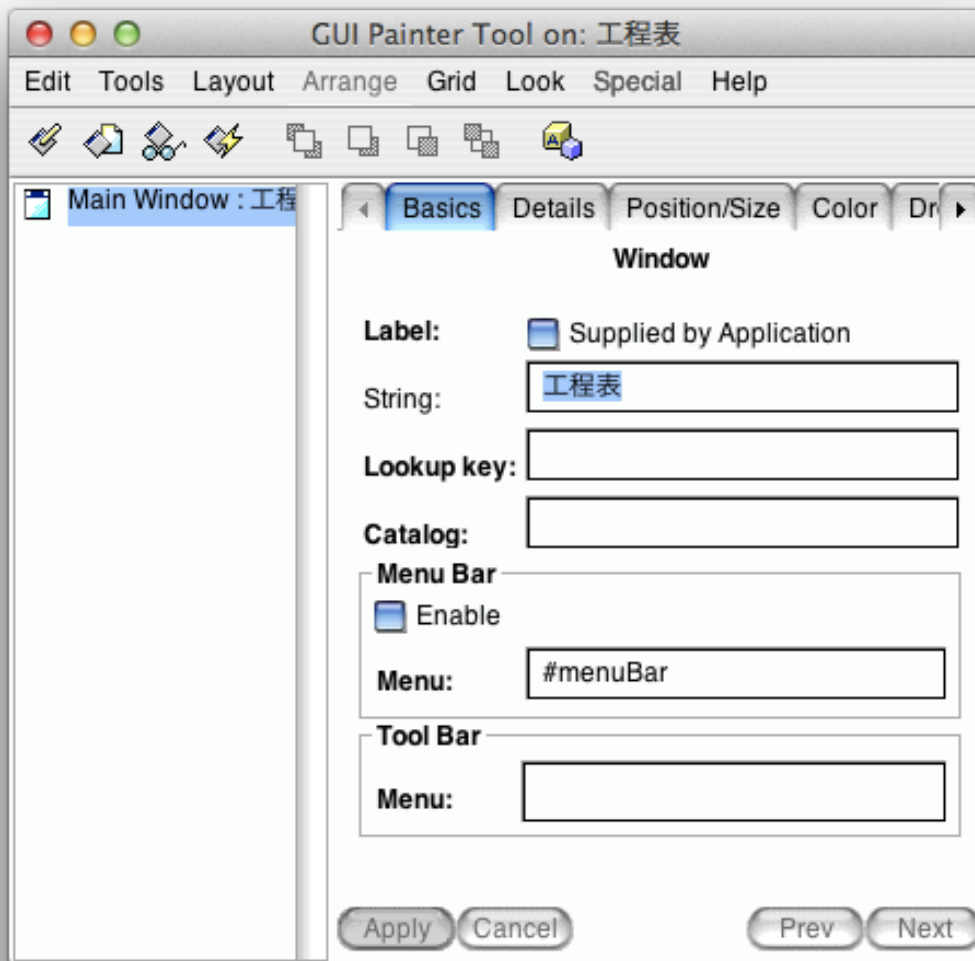 GUI Painter Tool on: 工程表
Edit Tools Layout Arrange Grid Look Special Help
Main Window : 工程
Basics Details Position/Size Color
Window
Label: Supplied by Application
String: 工程表
Lookup key:
Catalog:
Menu Bar
Enable
Menu: #menuBar
Tool Bar
Menu:
Apply Cancel Prev Next